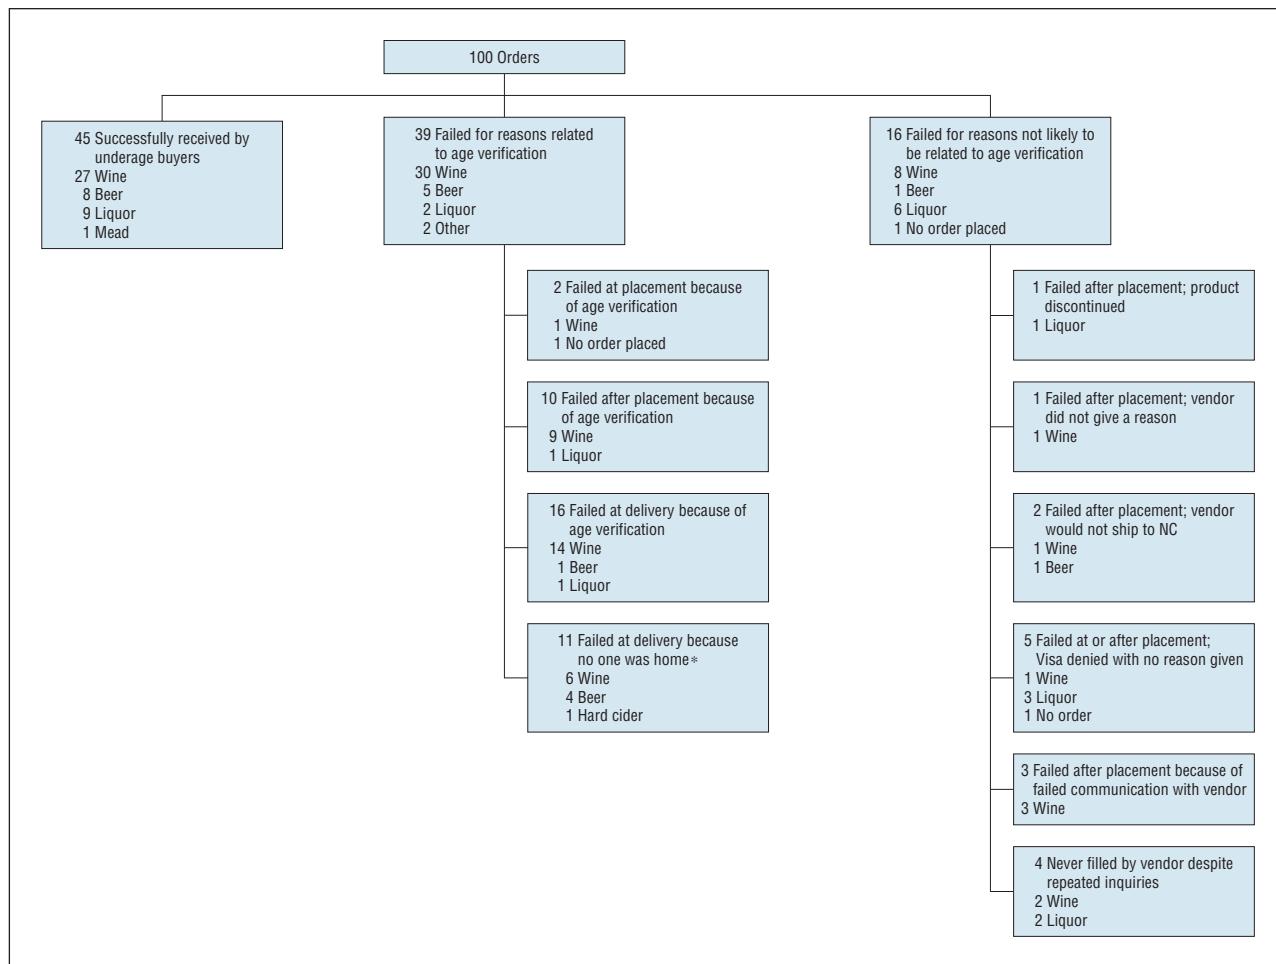 100 Orders
45 Successfully received by
underage buyers
27 Wine
8 Beer
9 Liquor
1 Mead
39 Failed for reasons related
to age verification
30 Wine
5 Beer
2 Liquor
2 Other
16 Failed for reasons not likely to
be related to age verification
8 Wine
1 Beer
6 Liquor
1 No order placed
2 Failed at placement because
of age verification
1 Wine
1 No order placed
10 Failed after placement because
of age verification
9 Wine
1 Liquor
16 Failed at delivery because of
age verification
14 Wine
1 Beer
1 Liquor
11 Failed at delivery because
no one was home*
6 Wine
4 Beer
1 Hard cider
1 Failed after placement; product
discontinued
1 Liquor
1 Failed after placement; vendor
did not give a reason
1 Wine
2 Failed after placement; vendor
would not ship to NC
1 Wine
1 Beer
5 Failed at or after placement;
Visa denied with no reason given
1 Wine
3 Liquor
1 No order
3 Failed after placement because of
failed communication with vendor
3 Wine
4 Never filled by vendor despite
repeated inquiries
2 Wine
2 Liquor